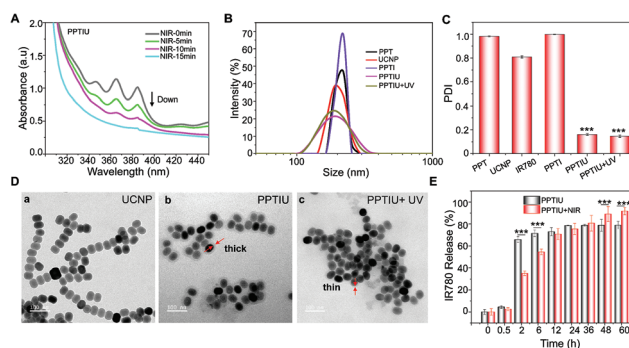 A
PPTIU
NIR-0min
NIR-5min
NIR-10min
NIR-15min
Down
Absorbance (a.u)
2.0
1.5
1.0
0.5
0.0
320 340 360 380 400 420 440
Wavelength (nm)
B
PPT
UCNP
PPTI
PPTIU
PPTIU+UV
Intensity (%)
80
70
60
50
40
30
20
10
0
10 100 1000
Size (nm)
C
PDI
1.0
0.8
0.6
0.4
0.2
0
*** ***
PPT UCNP IR780 PPTI PPTIU PPTIU+UV
D
a UCNP
b PPTIU
thick
c PPTIU+ UV
thin
E
PPTIU
PPTIU+NIR
IR780 Release (%)
100
80
60
40
20
0
*** *** *** ***
0 0.5 2 6 12 24 36 48 60
Time (h)